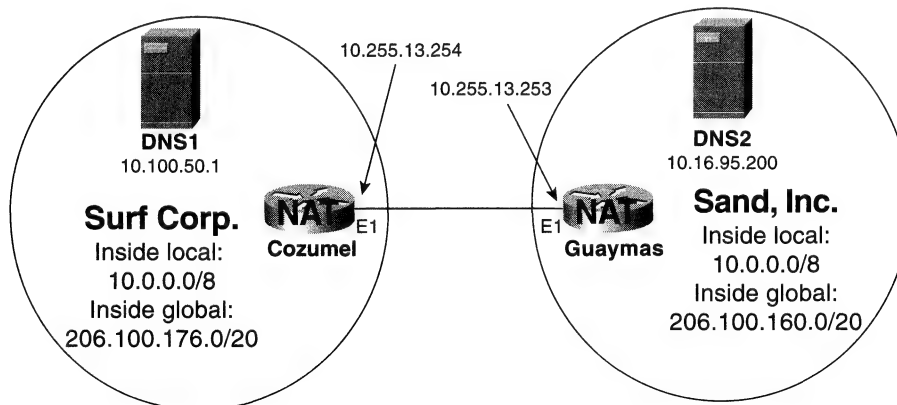 10.255.13.254
10.255.13.253
DNS1
10.100.50.1
DNS2
10.16.95.200
Surf Corp.
Inside local:
10.0.0.0/8
Inside global:
206.100.176.0/20
NAT
E1
Cozumel
NAT
E1
Guaymas
Sand, Inc.
Inside local:
10.0.0.0/8
Inside global:
206.100.160.0/20